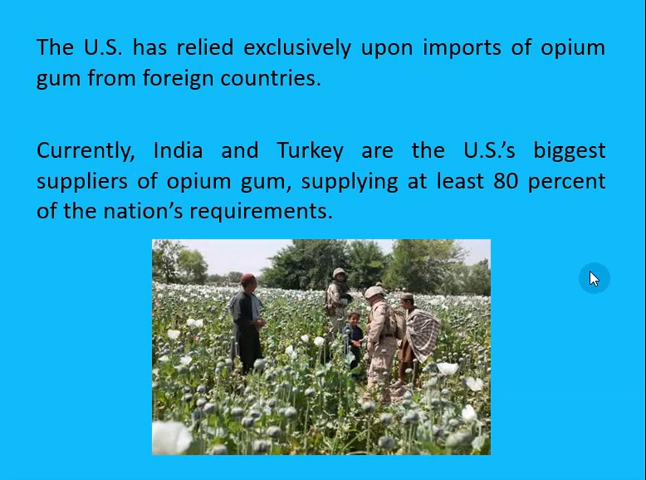 The U.S. has relied exclusively upon imports of opium
gum from foreign countries.
Currently, India and Turkey are the U.S.'s biggest
suppliers of opium gum, supplying at least 80 percent
of the nation's requirements.